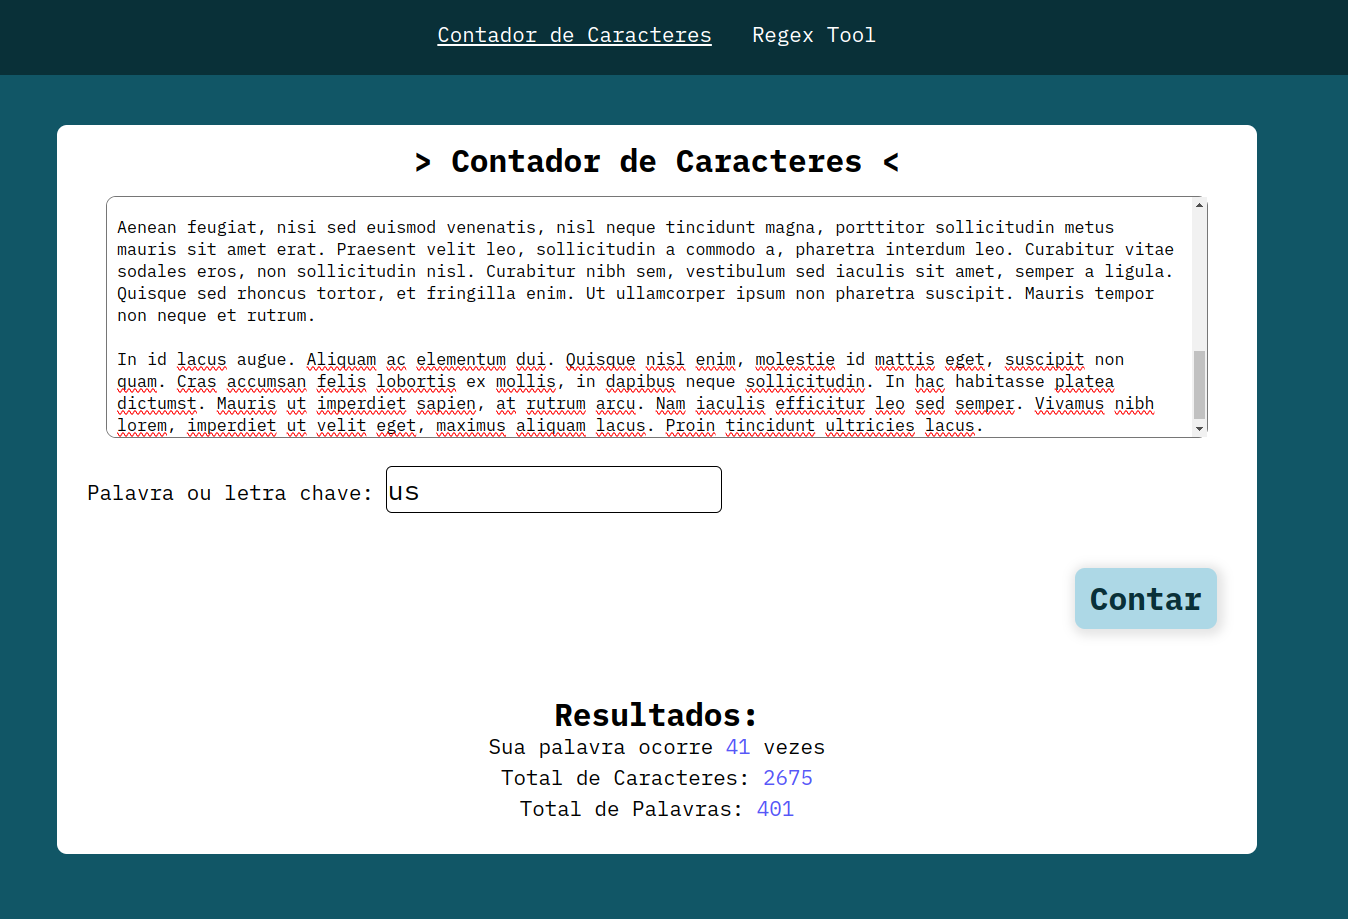 Contador de Caracteres Regex Tool
> Contador de Caracteres <
Aenean feugiat, nisi sed euismod venenatis, nisl neque tincidunt magna, porttitor sollicitudin metus
mauris sit amet erat. Praesent velit leo, sollicitudin a commodo a, pharetra interdum leo. Curabitur vitae
sodales eros, non sollicitudin nisl. Curabitur nibh sem, vestibulum sed iaculis sit amet, semper a ligula.
Quisque sed rhoncus tortor, et fringilla enim. Ut ullamcorper ipsum non pharetra suscipit. Mauris tempor
non neque et rutrum.
In id lacus augue. Aliquam ac elementum dui. Quisque nisl enim, molestie id mattis eget, suscipit non
quam. Cras accumsan felis lobortis ex mollis, in dapibus neque sollicitudin. In hac habitasse platea
dictumst. Mauris ut imperdiet sapien, at rutrum arcu. Nam iaculis efficitur leo sed semper. Vivamus nibh
lorem, imperdiet ut velit eget, maximus aliquam lacus. Proin tincidunt ultricies lacus.
Palavra ou letra chave: us
Contar
Resultados:
Sua palavra ocorre 41 vezes
Total de Caracteres: 2675
Total de Palavras: 401